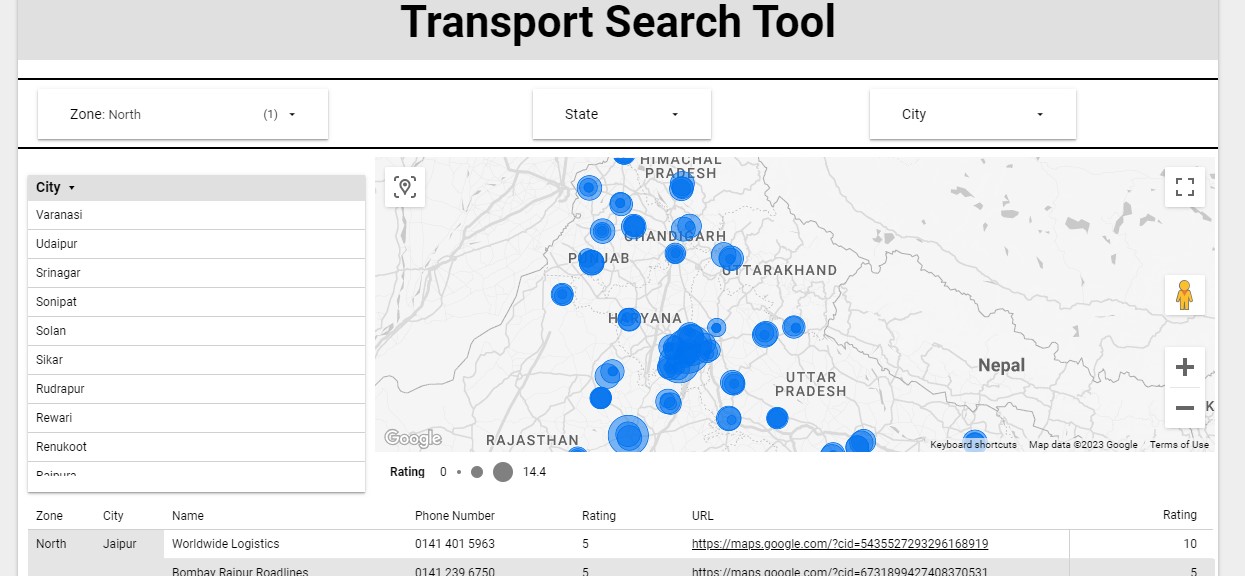 Transport Search Tool
Zone: North (1)
State
City
City
Varanasi
Udaipur
Srinagar
Sonipat
Solan
Sikar
Rudrapur
Rewari
Renukoot
Rajpura
HIMACHAL
PRADESH
CHANDIGARH
PUNJAB
UTTARAKHAND
HARYANA
Nepal
UTTAR
PRADESH
RAJASTHAN
K
Google
Keyboard shortcuts Map data ©2023 Google Terms of Use
Rating 0 14.4
Zone City Name Phone Number Rating URL Rating
North Jaipur Worldwide Logistics 0141 401 5963 5 https://maps.google.com/?cid=5435527293296168919 10
Bombay Raipur Roadlines 0141 239 6750 5 https://maps.google.com/?cid=6731899427408370531 5